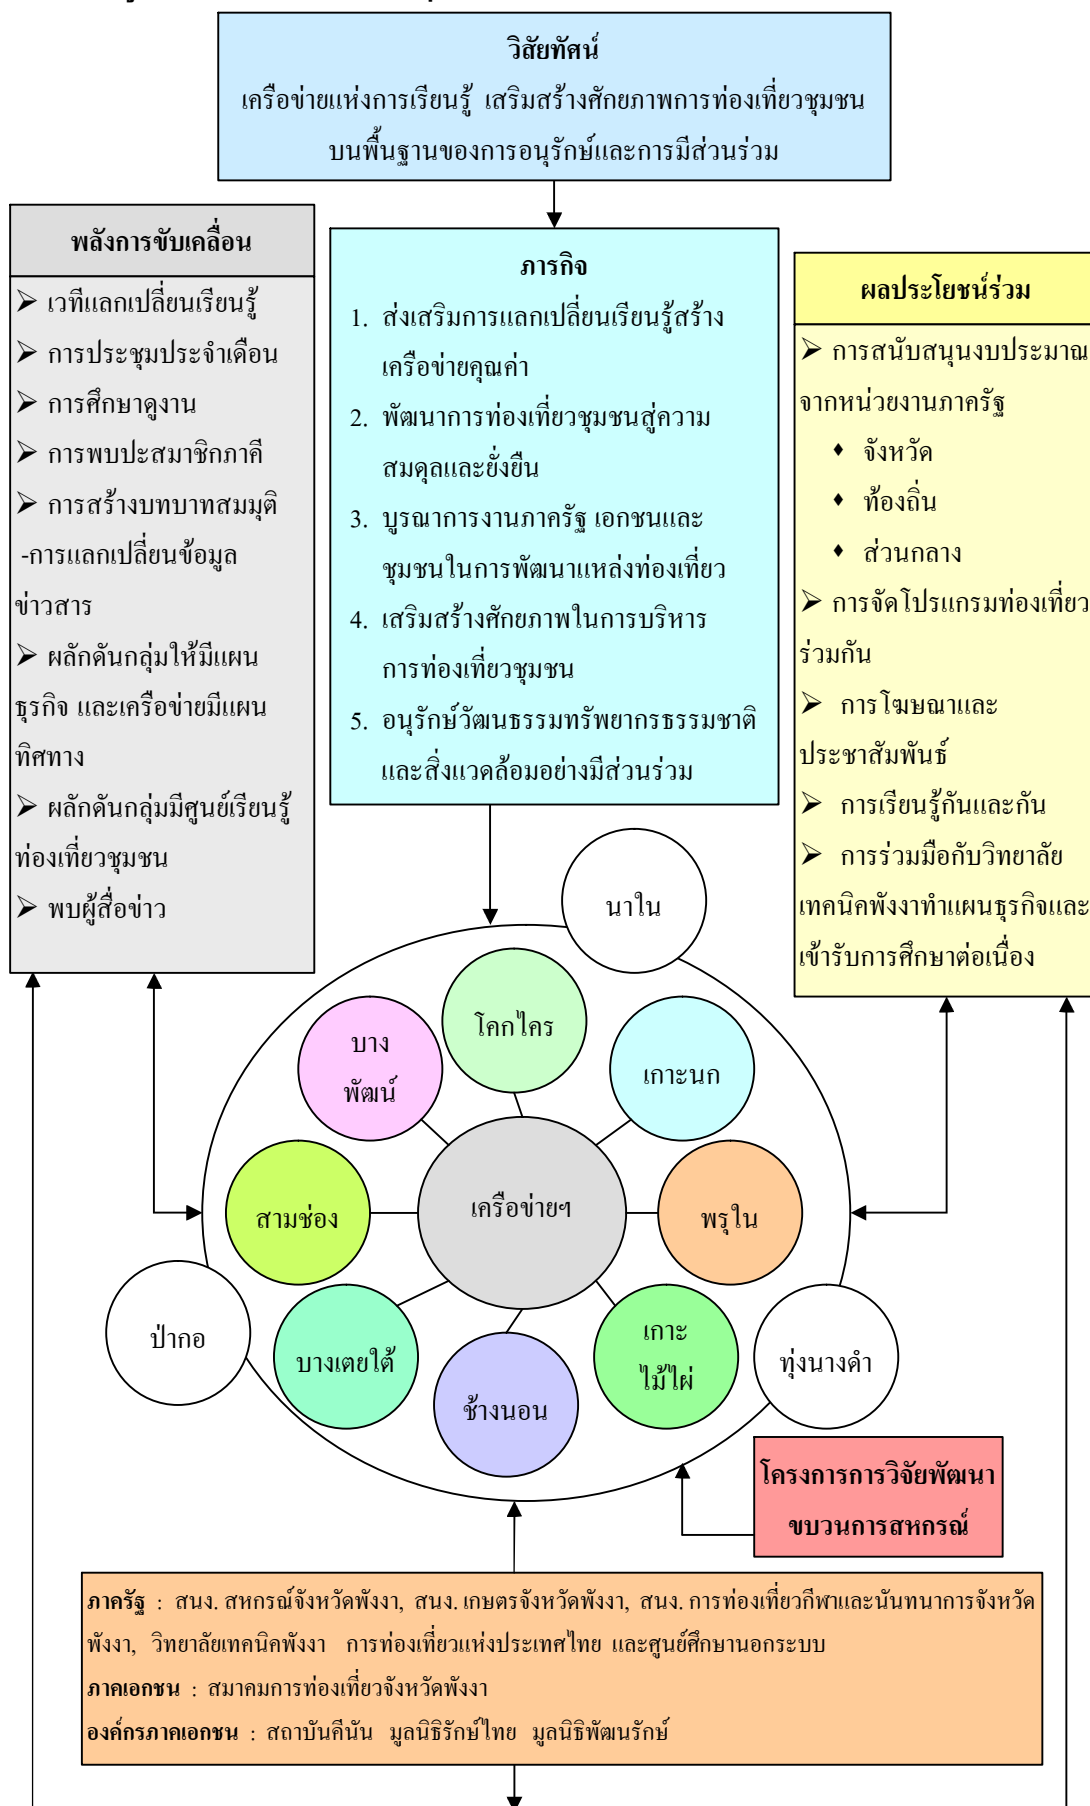 วิสัยทัศน์
เครือข่ายแห่งการเรียนรู้ เสริมสร้างศักยภาพการท่องเที่ยวชุมชน
บนพื้นฐานของการอนุรักษ์และการมีส่วนร่วม
พลังการขับเคลื่อน
➢ เวทีแลกเปลี่ยนเรียนรู้
➢ การประชุมประจำเดือน
➢ การศึกษาดูงาน
➢ การพบปะสมาชิกภาคี
➢ การสร้างบทบาทสมมุติ
-การแลกเปลี่ยนข้อมูล
ข่าวสาร
➢ ผลักดันกลุ่มให้มีแผน
ธุรกิจ และเครือข่ายมีแผน
ทิศทาง
➢ ผลักดันกลุ่มมีศูนย์เรียนรู้
ท่องเที่ยวชุมชน
➢ พบผู้สื่อข่าว
ภารกิจ
1. ส่งเสริมการแลกเปลี่ยนเรียนรู้สร้าง
เครือข่ายคุณค่า
2. พัฒนาการท่องเที่ยวชุมชนสู่ความ
สมดุลและยั่งยืน
3. บูรณาการงานภาครัฐ เอกชนและ
ชุมชนในการพัฒนาแหล่งท่องเที่ยว
4. เสริมสร้างศักยภาพในการบริหาร
การท่องเที่ยวชุมชน
5. อนุรักษ์วัฒนธรรมทรัพยากรธรรมชาติ
และสิ่งแวดล้อมอย่างมีส่วนร่วม
ผลประโยชน์ร่วม
➢ การสนับสนุนงบประมาณ
จากหน่วยงานภาครัฐ
♦ จังหวัด
♦ ท้องถิ่น
♦ ส่วนกลาง
➢ การจัดโปรแกรมท่องเที่ยว
ร่วมกัน
➢ การโฆษณาและ
ประชาสัมพันธ์
➢ การเรียนรู้กันและกัน
➢ การร่วมมือกับวิทยาลัย
เทคนิคพังงาทำแผนธุรกิจและ
เข้ารับการศึกษาต่อเนื่อง
นาใน
โคกไคร
บาง
พัฒน์
เกาะนก
สามช่อง
เครือข่ายฯ
พรุใน
ป่ากอ
บางเตยใต้
ช้างนอน
เกาะ
ไม้ไผ่
ทุ่งนางดำ
โครงการการวิจัยพัฒนา
ขบวนการสหกรณ์
ภาครัฐ : สนง. สหกรณ์จังหวัดพังงา, สนง. เกษตรจังหวัดพังงา, สนง. การท่องเที่ยวกีฬาและนันทนาการจังหวัด
พังงา, วิทยาลัยเทคนิคพังงา การท่องเที่ยวแห่งประเทศไทย และศูนย์ศึกษานอกระบบ
ภาคเอกชน : สมาคมการท่องเที่ยวจังหวัดพังงา
องค์กรภาคเอกชน : สถาบันคีนัน มูลนิธิรักษ์ไทย มูลนิธิพัฒนรักษ์